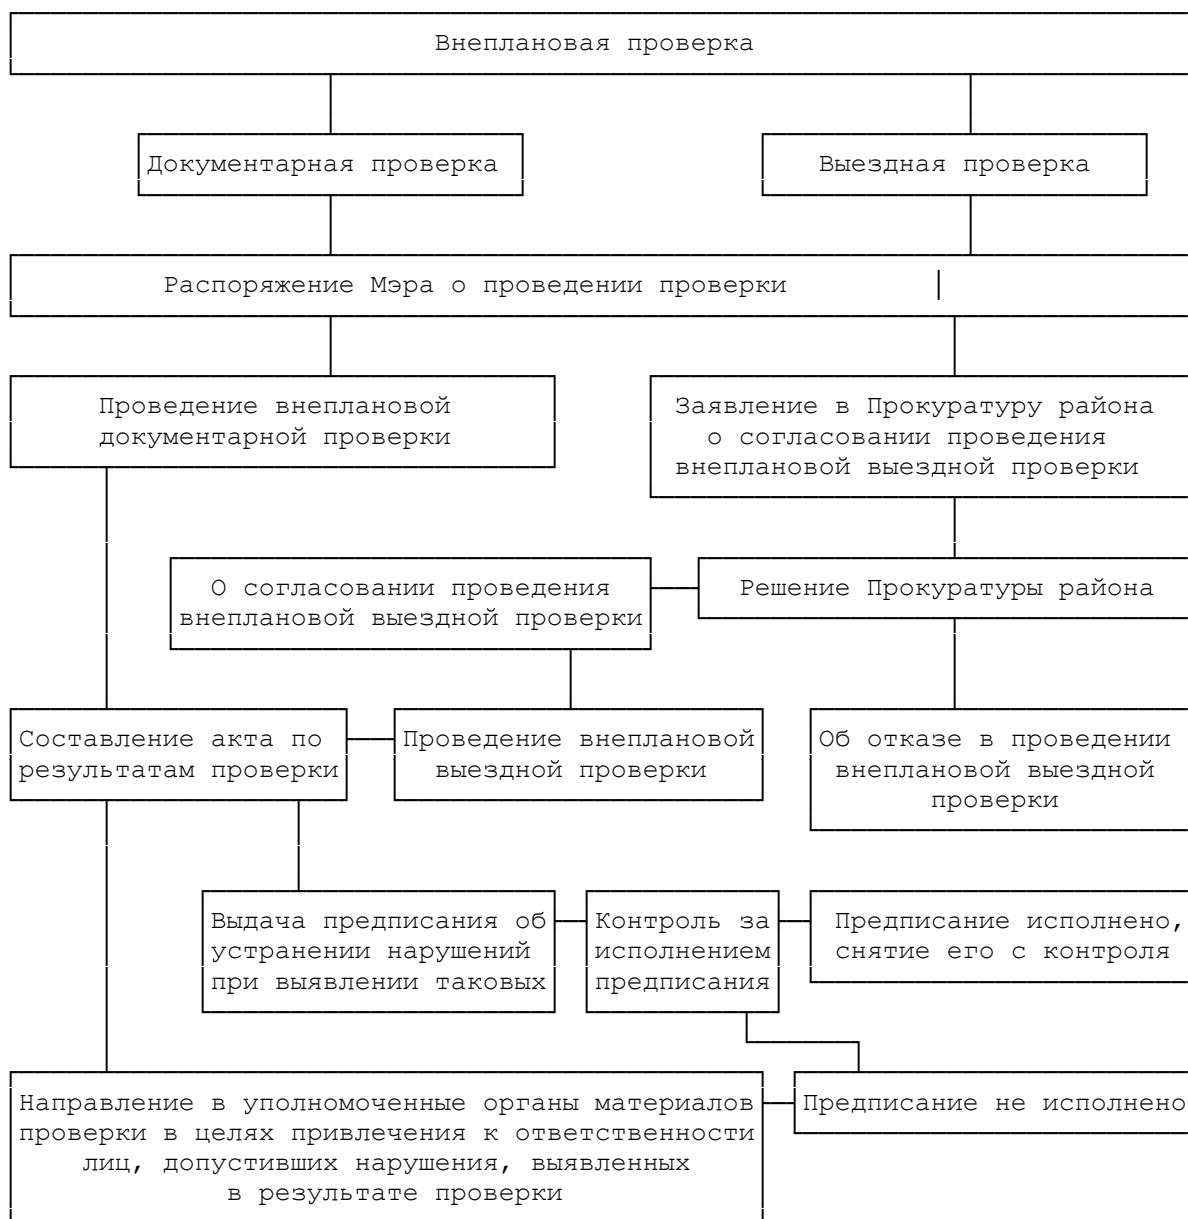 Внеплановая проверка
Документарная проверка
Выездная проверка
Распоряжение Мэра о проведении проверки
Проведение внеплановой
документарной проверки
Заявление в Прокуратуру района
о согласовании проведения
внеплановой выездной проверки
О согласовании проведения
внеплановой выездной проверки
Решение Прокуратуры района
Составление акта по
результатам проверки
Проведение внеплановой
выездной проверки
Об отказе в проведении
внеплановой выездной
проверки
Выдача предписания об
устранении нарушений
при выявлении таковых
Контроль за
исполнением
предписания
Предписание исполнено,
снятие его с контроля
Направление в уполномоченные органы материалов
проверки в целях привлечения к ответственности
лиц, допустивших нарушения, выявленных
в результате проверки
Предписание не исполнено